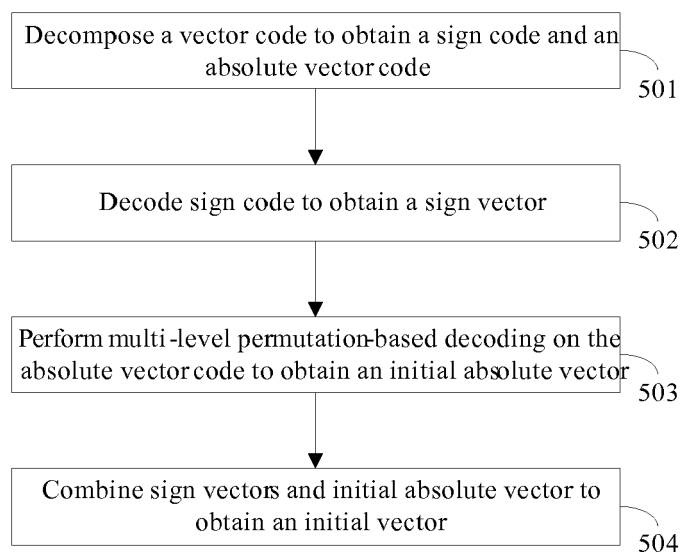 Decompose a vector code to obtain a sign code and an
absolute vector code
501
Decode sign code to obtain a sign vector
502
Perform multi-level permutation-based decoding on the
absolute vector code to obtain an initial absolute vector
503
Combine sign vectors and initial absolute vector to
obtain an initial vector
504